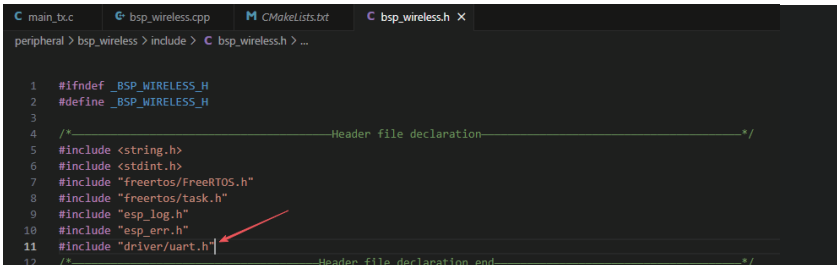 main_tx.c bsp_wireless.cpp CMakeLists.txt bsp_wireless.h
peripheral > bsp_wireless > include > bsp_wireless.h > ...
1 #ifndef _BSP_WIRELESS_H
2 #define _BSP_WIRELESS_H
3
4 /*————————————————————Header file declaration————————————————————*/
5 #include <string.h>
6 #include <stdint.h>
7 #include "freertos/FreeRTOS.h"
8 #include "freertos/task.h"
9 #include "esp_log.h"
10 #include "esp_err.h"
11 #include "driver/uart.h"
12 /*————————————————————Header file declaration end————————————————————*/